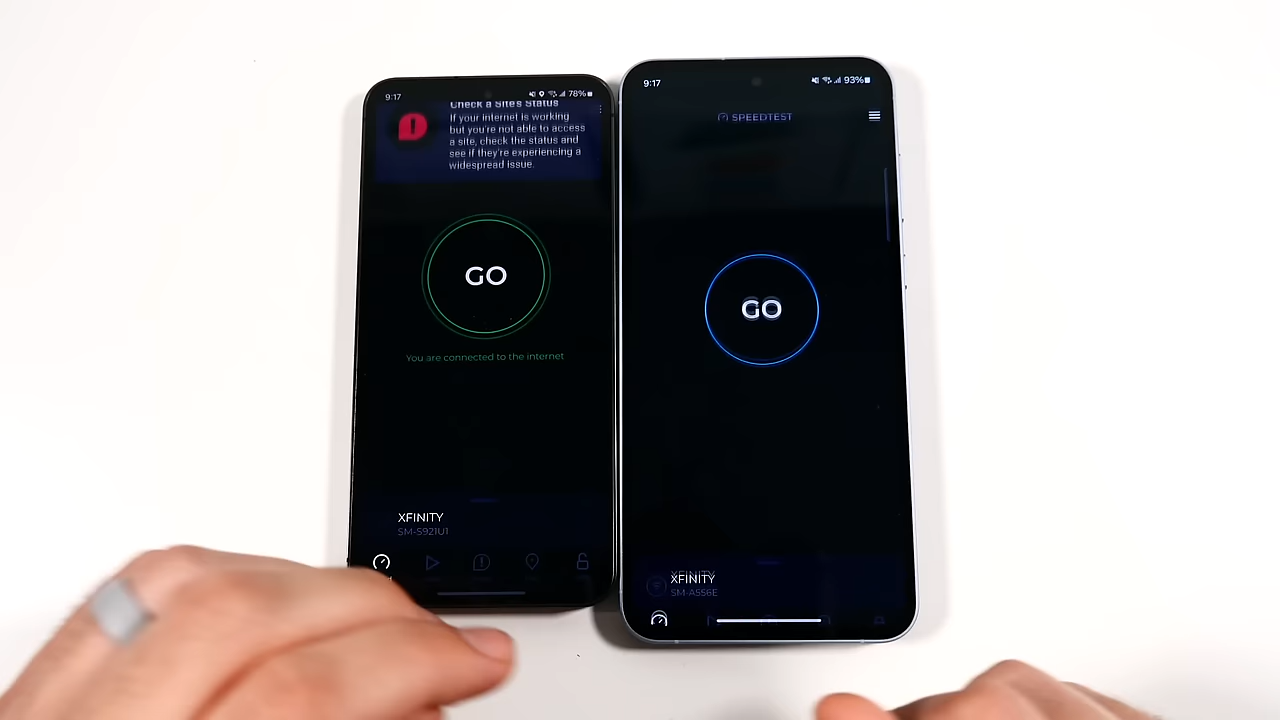 9:17
78%
Check a Site's Status
If your internet is working
but you're not able to access
a site, check the status and
see if they're experiencing a
widespread issue.
GO
You are connected to the internet
XFINITY
SM-S921U1
9:17
93%
SPEEDTEST
GO
XFINITY
SM-A556E